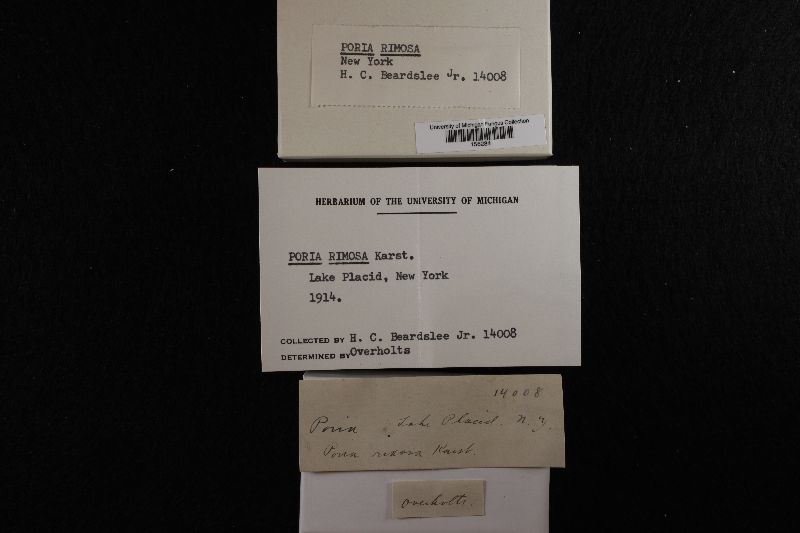 PORIA RIMOSA
New York
H. C. Beardslee Jr. 14008
University of Michigan Fungus Collection
HERBARIUM OF THE UNIVERSITY OF MICHIGAN
PORIA RIMOSA Karst.
Lake Placid, New York
1914.
COLLECTED BY H. C. Beardslee Jr. 14008
DETERMINED BY Overholts
14008
Poria Lake Placid. N.Y.
Poria rixosa Karst.
Overholts.